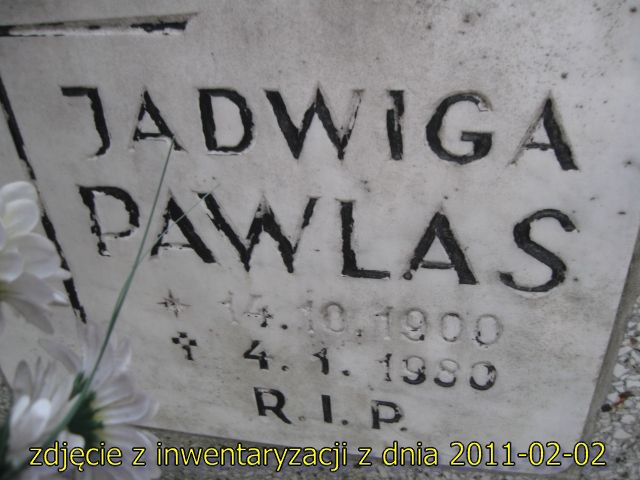 JADWIGA
PAWLAS
* 14.10.1900
✝ 4.1.1980
R.I.P.
zdjęcie z inwentaryzacji z dnia 2011-02-02